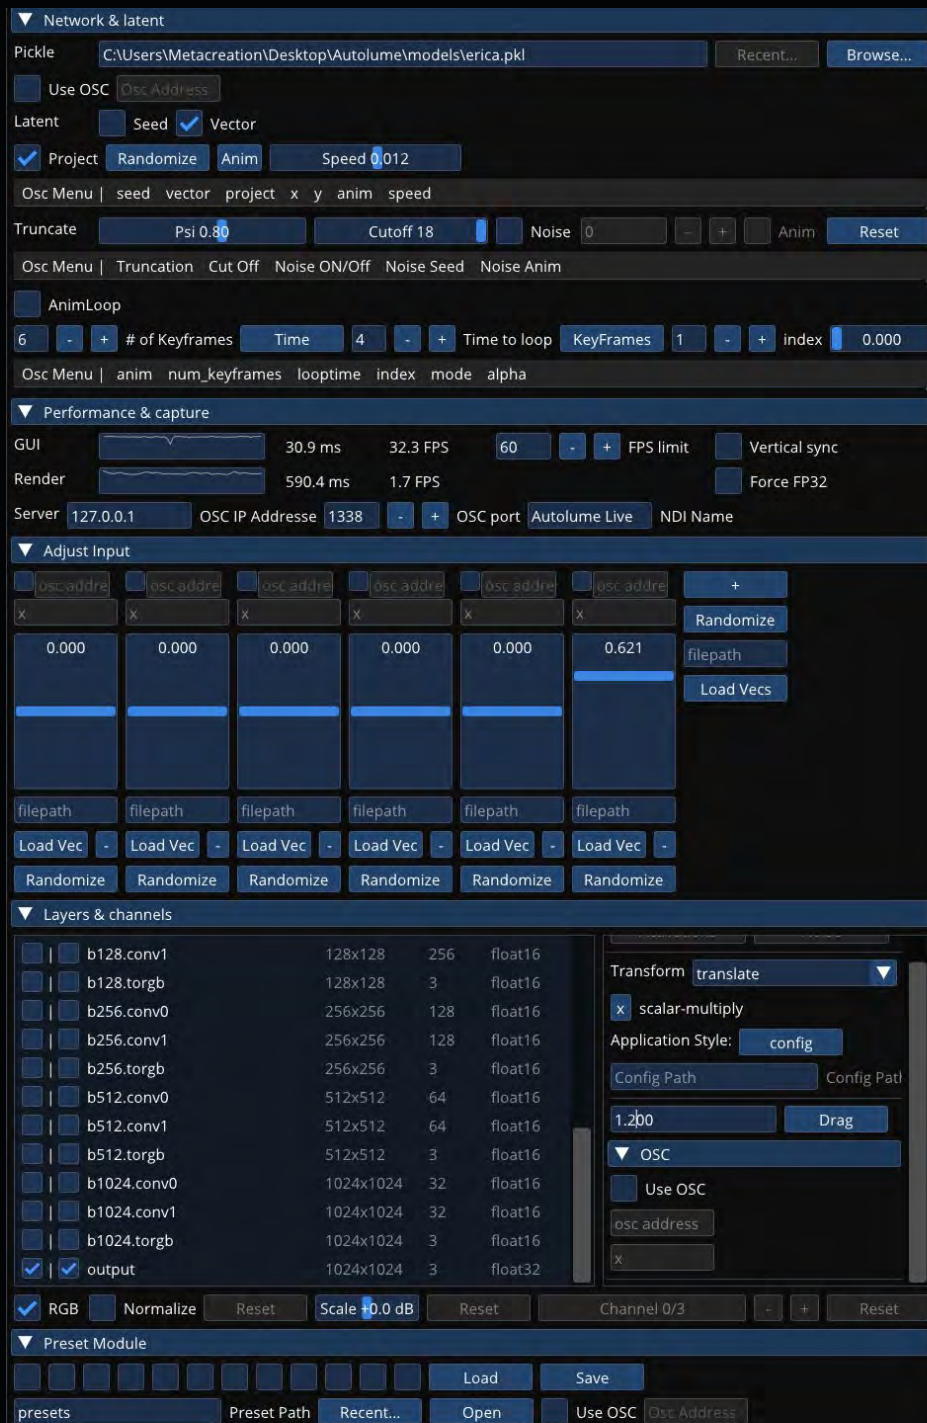 ▼ Network & latent
Pickle C:\Users\Metacreation\Desktop\Autolume\models\erica.pkl Recent... Browse...
Use OSC Osc Address
Latent Seed Vector
Project Randomize Anim Speed 0.012
Osc Menu | seed vector project x y anim speed
Truncate Psi 0.80 Cutoff 18 Noise 0 - + Anim Reset
Osc Menu | Truncation Cut Off Noise ON/Off Noise Seed Noise Anim
AnimLoop
6 - + # of Keyframes Time 4 - + Time to loop KeyFrames 1 - + index 0.000
Osc Menu | anim num_keyframes looptime index mode alpha
▼ Performance & capture
GUI 30.9 ms 32.3 FPS 60 - + FPS limit Vertical sync
Render 590.4 ms 1.7 FPS Force FP32
Server 127.0.0.1 OSC IP Addresse 1338 - + OSC port Autolume Live NDI Name
▼ Adjust Input
osc addre osc addre osc addre osc addre osc addre osc addre +
x x x x x x Randomize
0.000 0.000 0.000 0.000 0.000 0.621 filepath
Load Vecs
filepath filepath filepath filepath filepath filepath
Load Vec - Load Vec - Load Vec - Load Vec - Load Vec - Load Vec -
Randomize Randomize Randomize Randomize Randomize Randomize
▼ Layers & channels
| b128.conv1 128x128 256 float16
| b128.torgb 128x128 3 float16
| b256.conv0 256x256 128 float16
| b256.conv1 256x256 128 float16
| b256.torgb 256x256 3 float16
| b512.conv0 512x512 64 float16
| b512.conv1 512x512 64 float16
| b512.torgb 512x512 3 float16
| b1024.conv0 1024x1024 32 float16
| b1024.conv1 1024x1024 32 float16
| b1024.torgb 1024x1024 3 float16
| output 1024x1024 3 float32
Transform translate
x scalar-multiply
Application Style: config
Config Path Config Pat
1.200 Drag
▼ OSC
Use OSC
osc address
x
RGB Normalize Reset Scale +0.0 dB Reset Channel 0/3 - + Reset
▼ Preset Module
Load Save
presets Preset Path Recent... Open Use OSC Osc Address